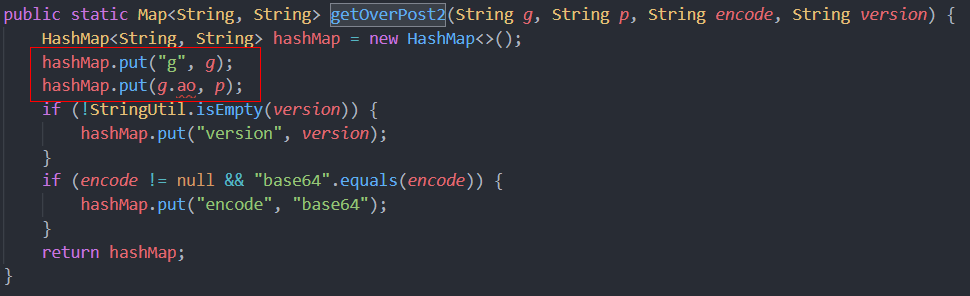 public static Map<String, String> getOverPost2(String g, String p, String encode, String version) {
    HashMap<String, String> hashMap = new HashMap<>();
    hashMap.put("g", g);
    hashMap.put(g.ao, p);
    if (!StringUtil.isEmpty(version)) {
        hashMap.put("version", version);
    }
    if (encode != null && "base64".equals(encode)) {
        hashMap.put("encode", "base64");
    }
    return hashMap;
}